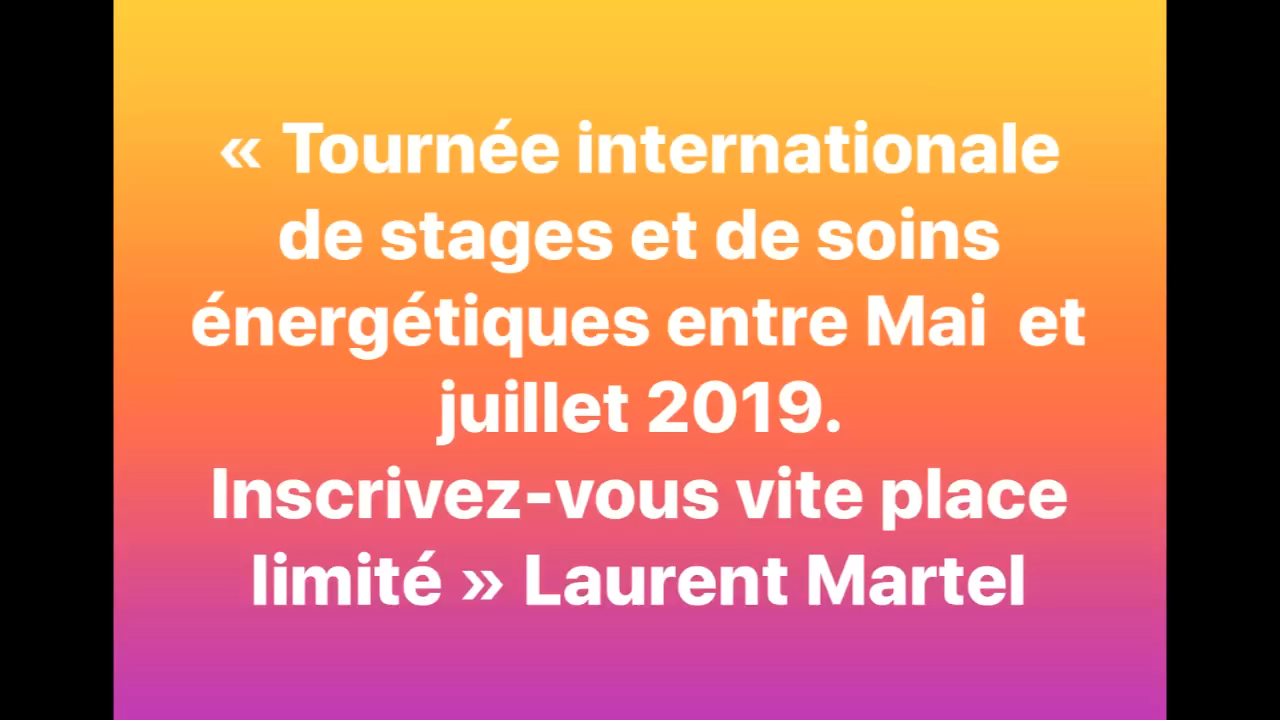 « Tournée internationale
de stages et de soins
énergétiques entre Mai  et
juillet 2019.
Inscrivez-vous vite place
limité » Laurent Martel